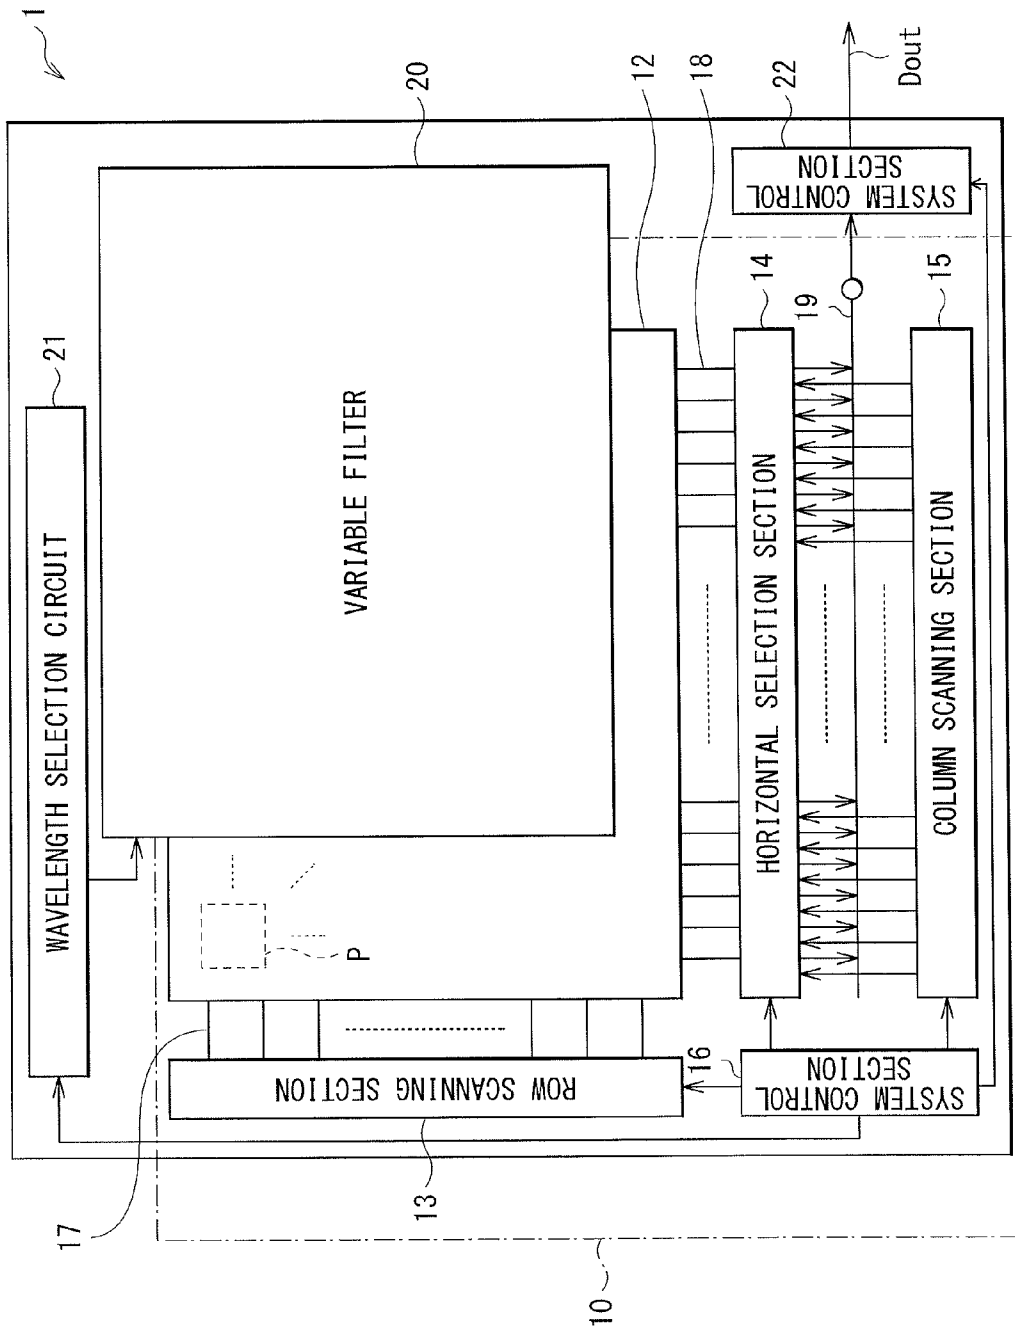 1
WAVELENGTH SELECTION CIRCUIT
21
VARIABLE FILTER
20
P
12
17
18
ROW SCANNING SECTION
13
HORIZONTAL SELECTION SECTION
14
16
SYSTEM CONTROL
SECTION
19
SYSTEM CONTROL
SECTION
22
Dout
COLUMN SCANNING SECTION
15
10